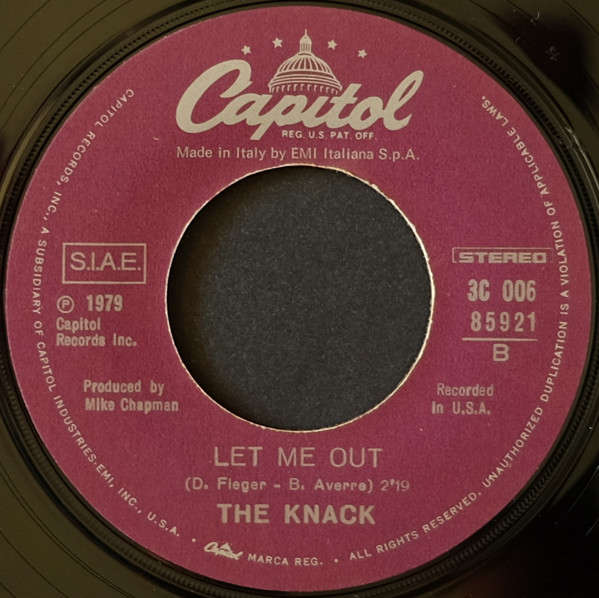 Capitol
REG. U.S. PAT. OFF.
Made in Italy by EMI Italiana S.p.A.
S.I.A.E.
℗ 1979
Capitol
Records Inc.
STEREO
3C 006
85921
B
Produced by
Mike Chapman
Recorded
In U.S.A.
LET ME OUT
(D. Fieger - B. Averre) 2"19
THE KNACK
CAPITOL RECORDS, INC., A SUBSIDIARY OF CAPITOL INDUSTRIES-EMI, INC., U.S.A. • Capitol MARCA REG. • ALL RIGHTS RESERVED. UNAUTHORIZED DUPLICATION IS A VIOLATION OF APPLICABLE LAWS.